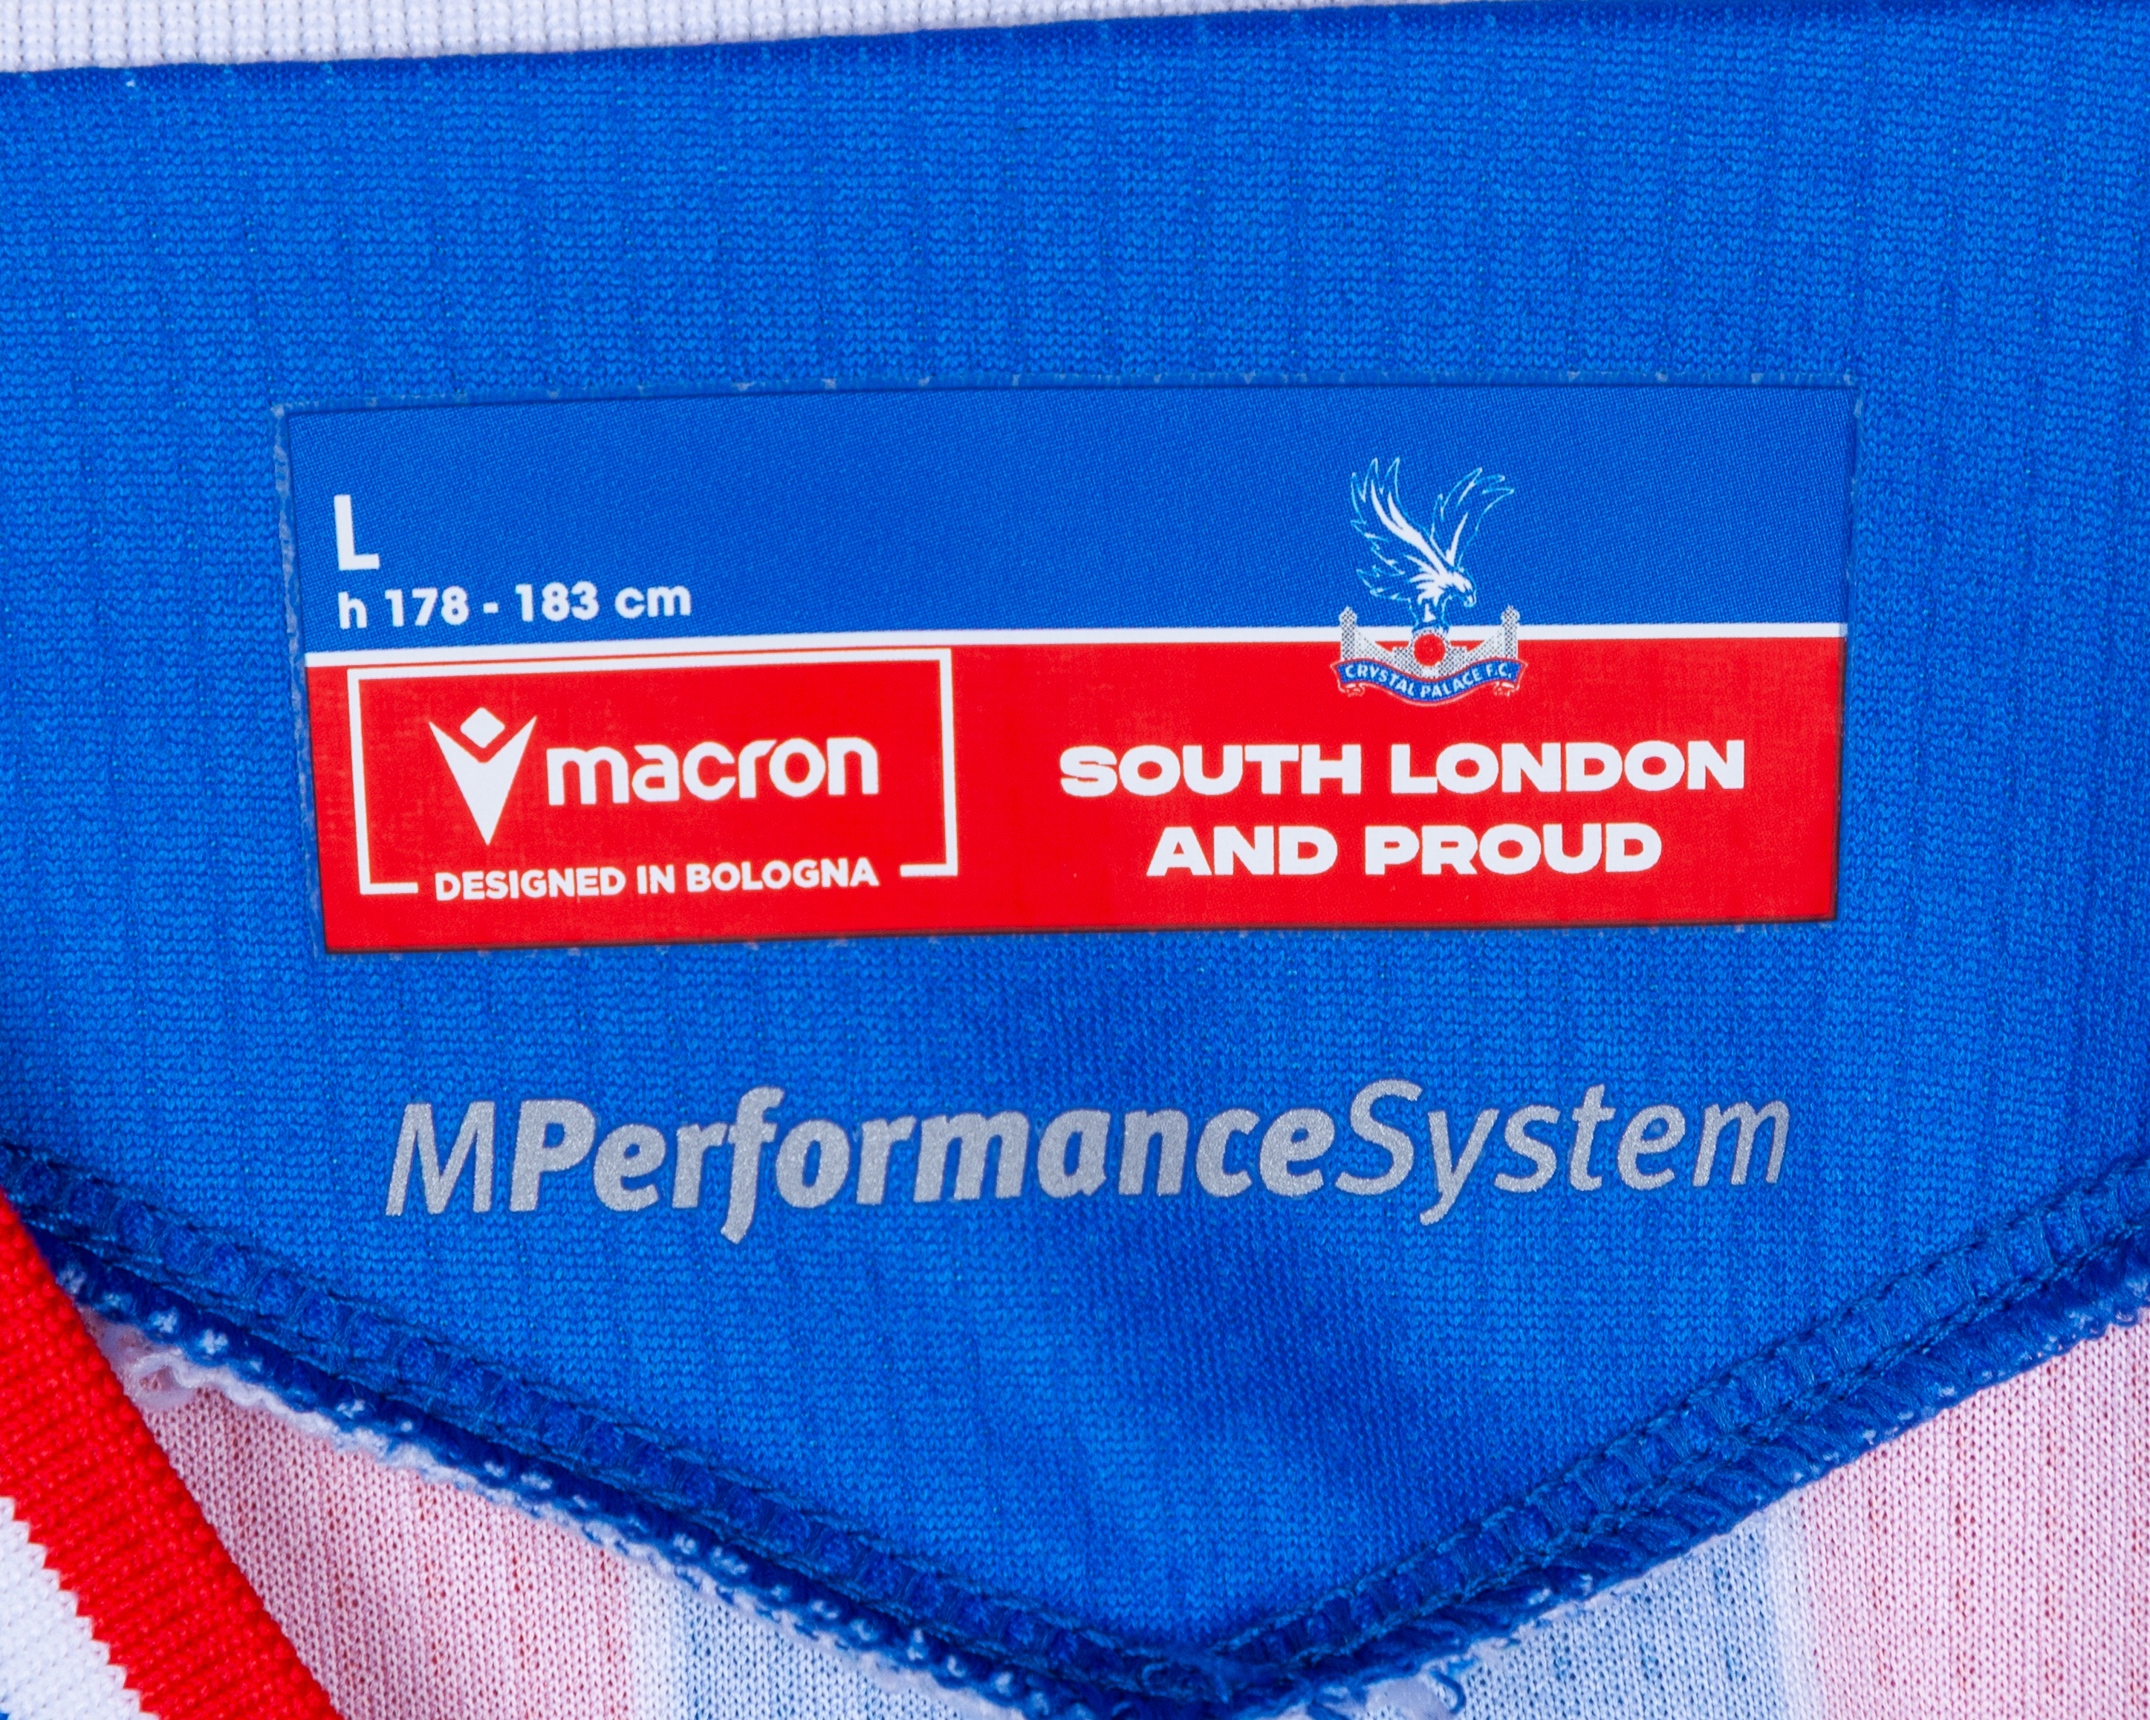 L
h 178 - 183 cm
CRYSTAL PALACE F.C.
macron
DESIGNED IN BOLOGNA
SOUTH LONDON
AND PROUD
MPerformanceSystem